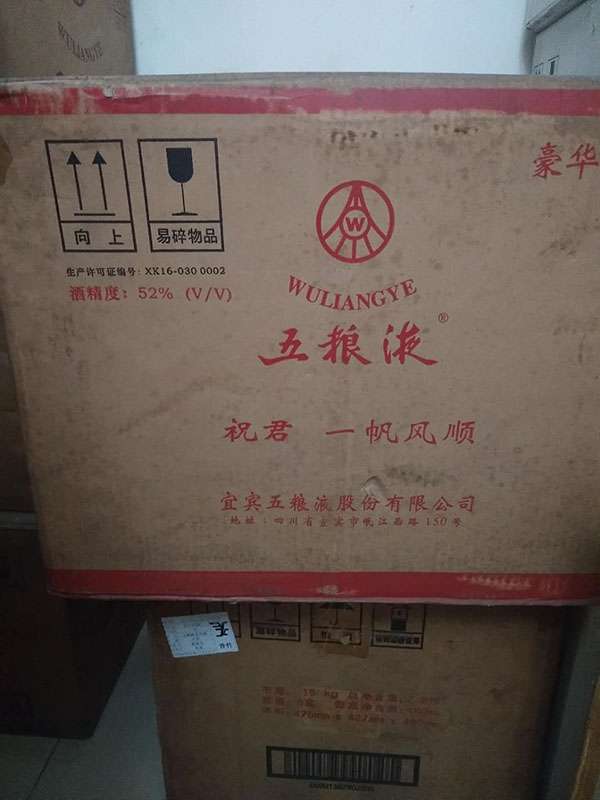 WULIANGYE
豪华
向上
易碎物品
生产许可证编号: XK16-030 0002
酒精度: 52% (V/V)
W
WULIANGYE
五粮液®
祝君 一帆风顺
宜宾五粮液股份有限公司
地址:四川省宜宾市岷江西路150号